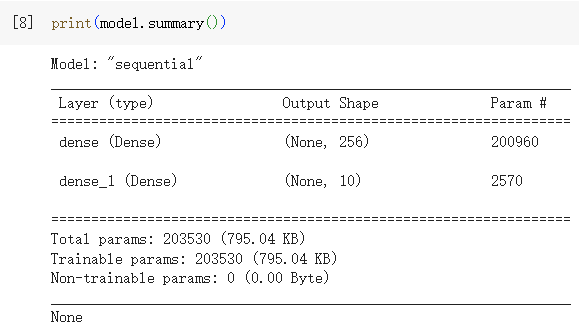 [8] print(model.summary())
Model: "sequential"
Layer (type) Output Shape Param #
=================================================================
dense (Dense) (None, 256) 200960
dense_1 (Dense) (None, 10) 2570
=================================================================
Total params: 203530 (795.04 KB)
Trainable params: 203530 (795.04 KB)
Non-trainable params: 0 (0.00 Byte)
_________________________________________________________________
None